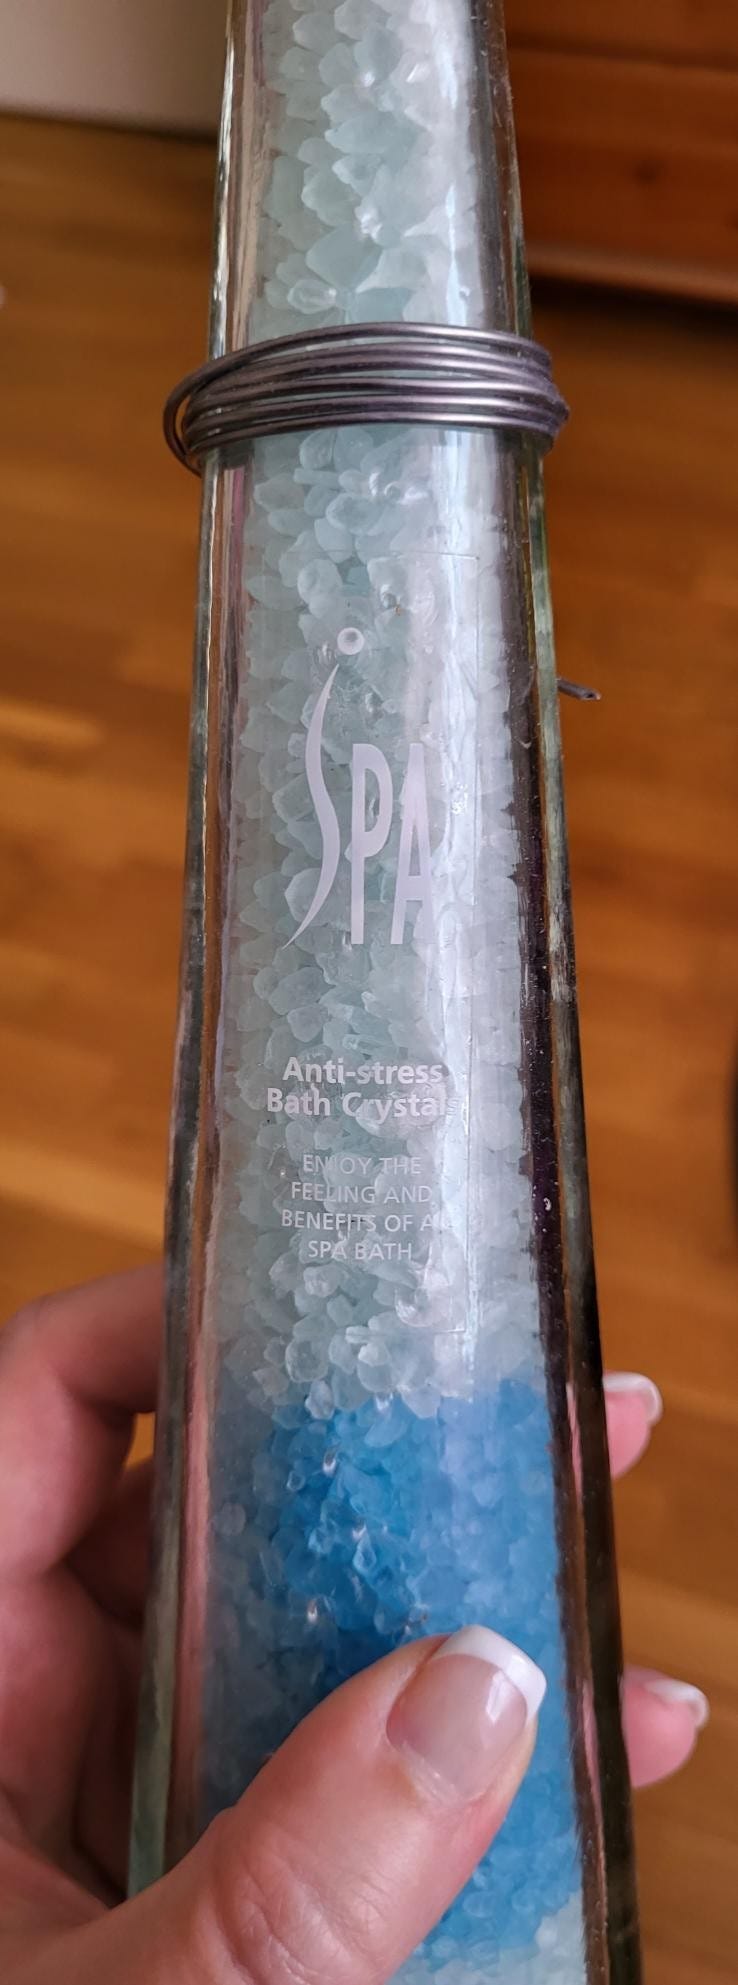 SPA
Anti-stress
Bath Crystals
ENJOY THE
FEELING AND
BENEFITS OF A
SPA BATH